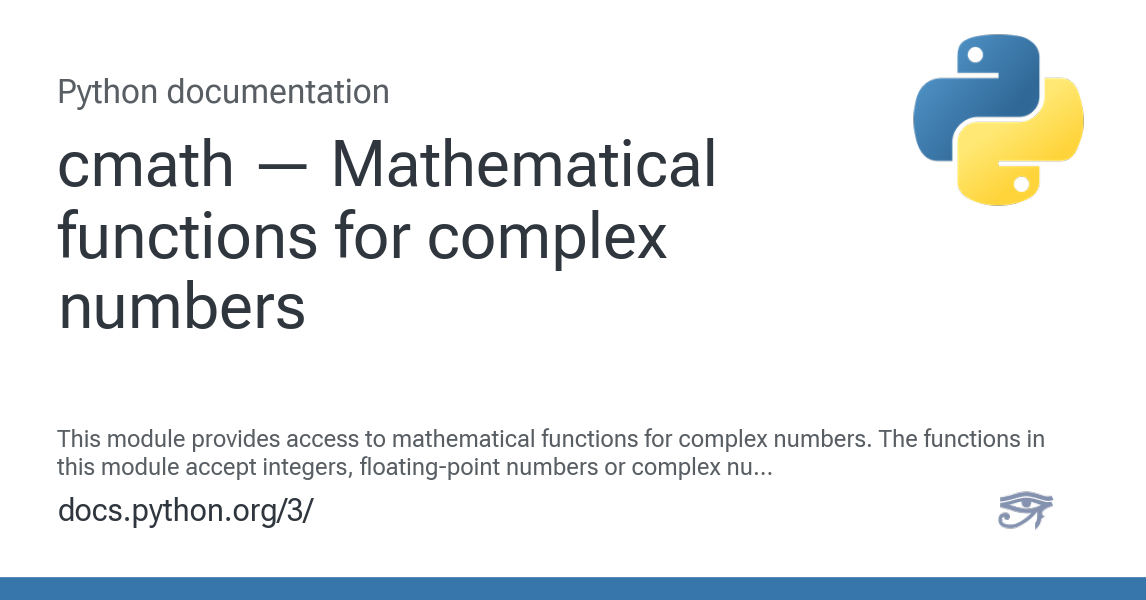 Python documentation
cmath — Mathematical
functions for complex
numbers
This module provides access to mathematical functions for complex numbers. The functions in
this module accept integers, floating-point numbers or complex nu...
docs.python.org/3/